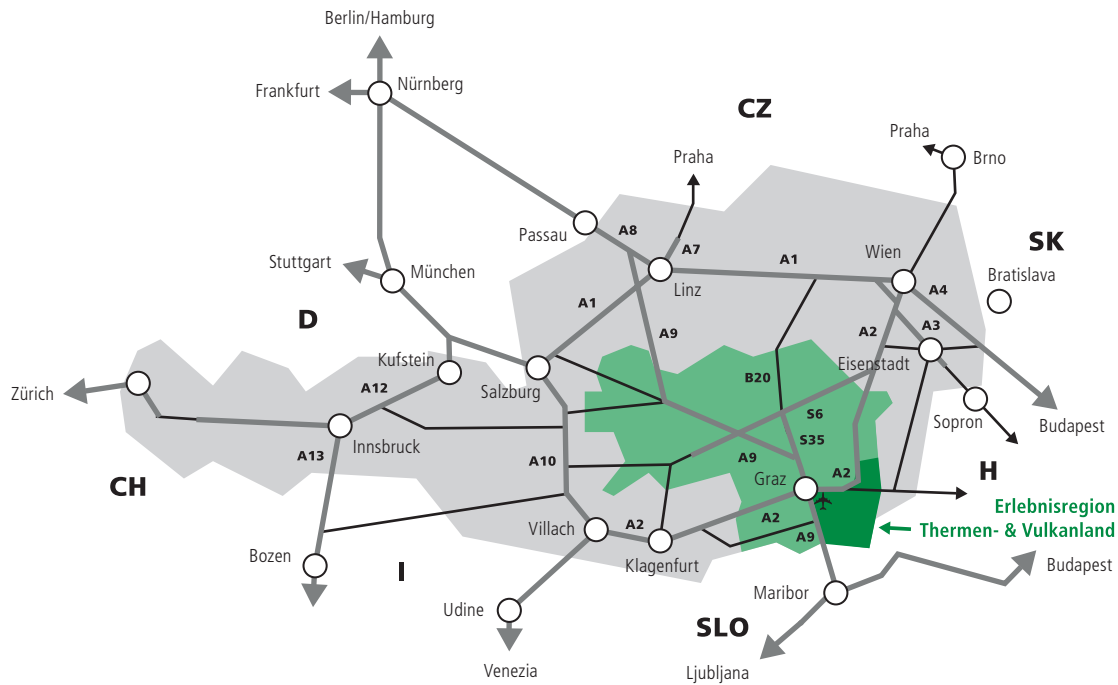 Berlin/Hamburg
Nürnberg
Frankfurt
CZ
Praha
Brno
Praha
Passau
A8
A7
SK
Wien
Stuttgart
München
Linz
A1
Bratislava
A4
A1
D
A9
A2
A3
Kufstein
Eisenstadt
Zürich
A12
Salzburg
B20
Sopron
S6
Budapest
Innsbruck
S35
A13
A10
A9
A2
H
CH
Graz
Erlebnisregion
Thermen- & Vulkanland
Villach
A2
A2
A9
Bozen
Klagenfurt
I
Budapest
Udine
Maribor
SLO
Venezia
Ljubljana